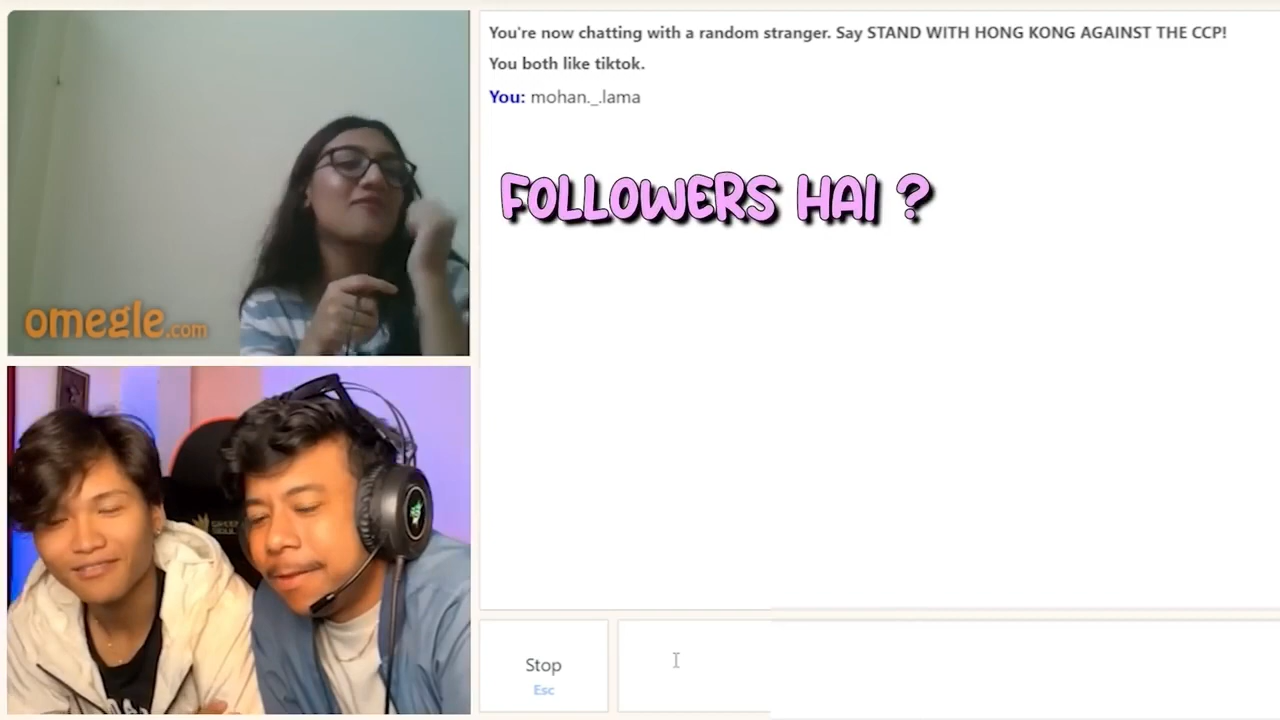 You're now chatting with a random stranger. Say STAND WITH HONG KONG AGAINST THE CCP!
You both like tiktok.
You: mohan._.lama
FOLLOWERS HAI ?
omegle.com
Stop
Esc